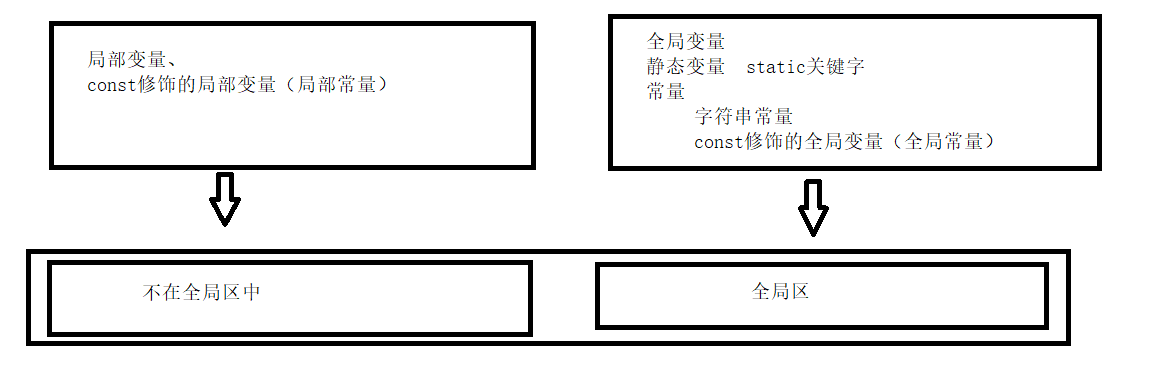 局部变量、
const修饰的局部变量（局部常量）
全局变量
静态变量 static关键字
常量
字符串常量
const修饰的全局变量（全局常量）
不在全局区中
全局区